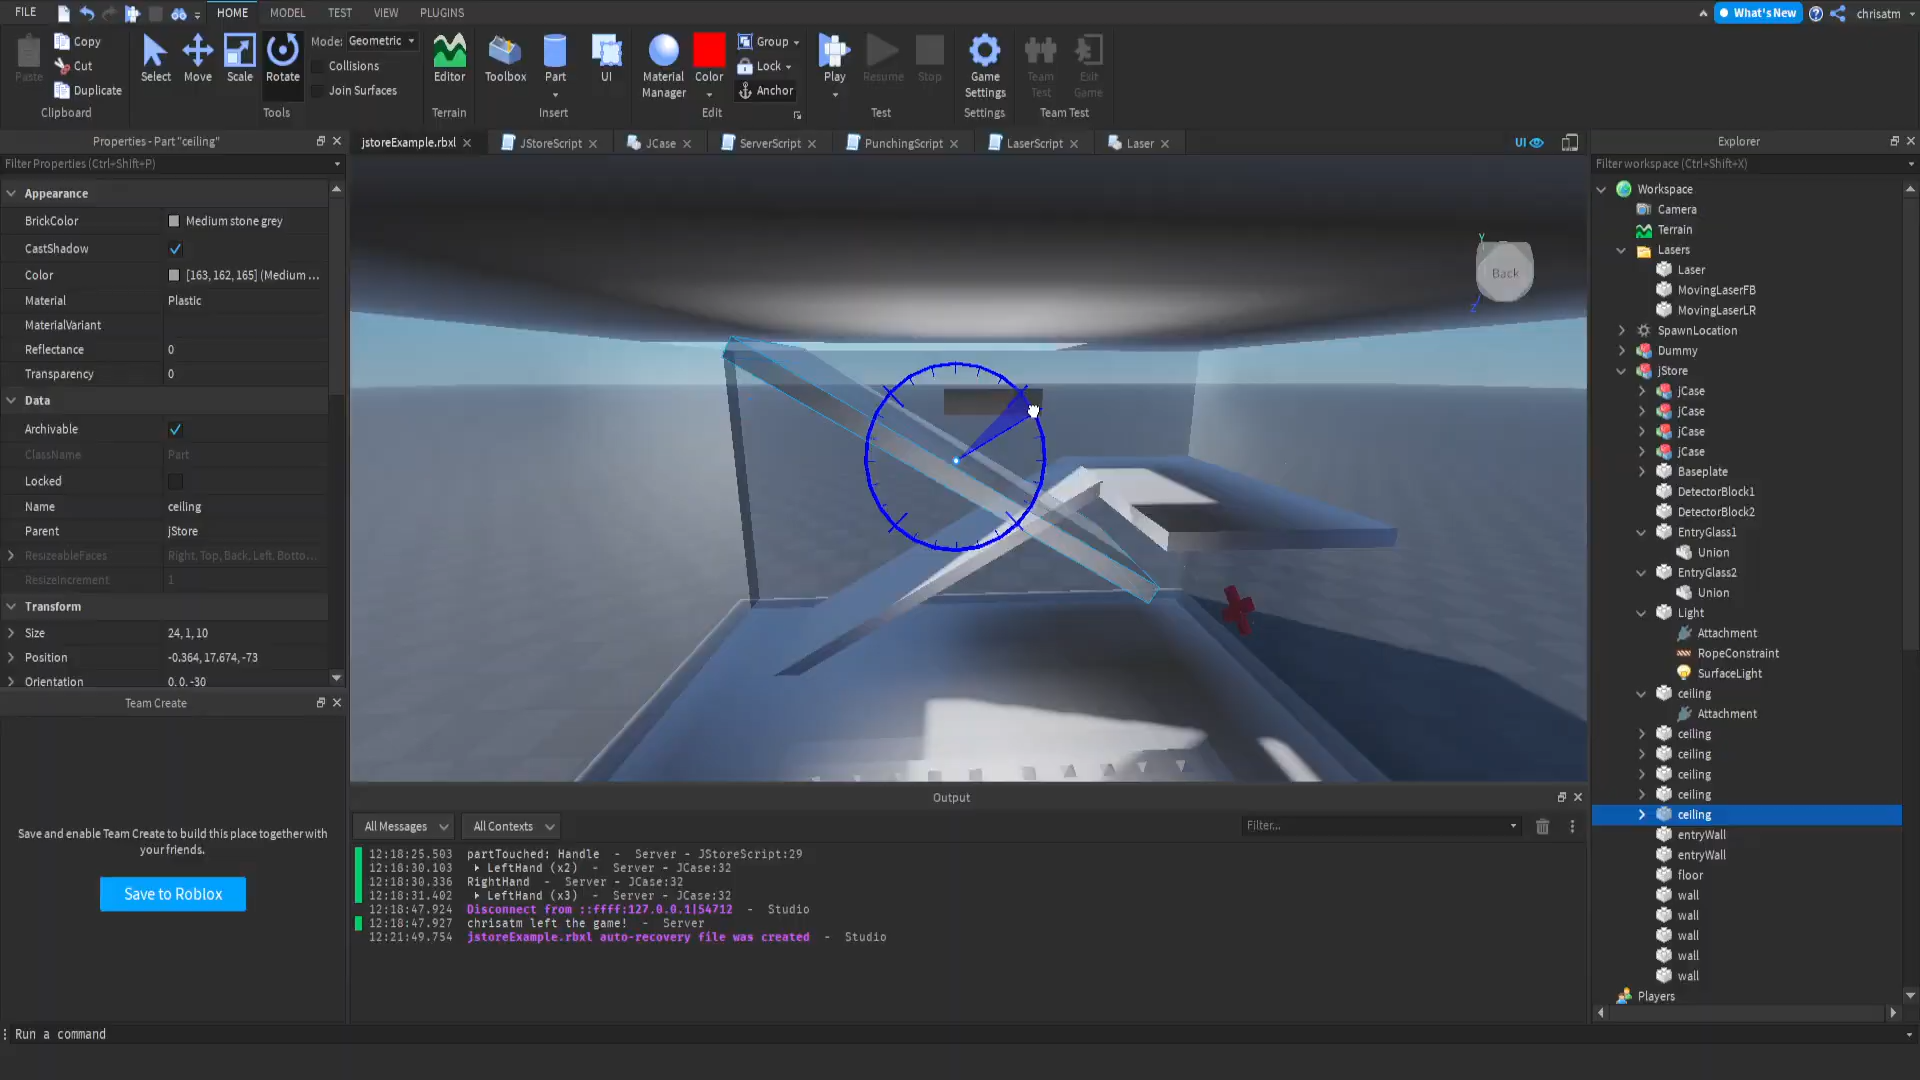 FILE
HOME
MODEL
TEST
VIEW
PLUGINS
What's New
chrisatm
Paste
Copy
Cut
Duplicate
Clipboard
Select
Move
Scale
Rotate
Mode: Geometric
Collisions
Join Surfaces
Tools
Editor
Terrain
Toolbox
Part
UI
Insert
Material
Manager
Color
Group
Lock
Anchor
Edit
Play
Resume
Stop
Test
Game
Settings
Settings
Team
Test
Exit
Game
Team Test
Properties - Part "ceiling"
Filter Properties (Ctrl+Shift+P)
Appearance
BrickColor Medium stone grey
CastShadow
Color [163, 162, 165] (Medium ...
Material Plastic
MaterialVariant
Reflectance 0
Transparency 0
Data
Archivable
ClassName Part
Locked
Name ceiling
Parent jStore
ResizeableFaces Right, Top, Back, Left, Botto...
ResizeIncrement 1
Transform
Size 24, 1, 10
Position -0.364, 17.674, -73
Orientation 0, 0, -30
Team Create
Save and enable Team Create to build this place together with
your friends.
Save to Roblox
jstoreExample.rbxl
JStoreScript
JCase
ServerScript
PunchingScript
LaserScript
Laser
UI
Y
Back
Z
Output
All Messages
All Contexts
Filter...
12:18:25.503 partTouched: Handle - Server - JStoreScript:29
12:18:30.103 LeftHand (x2) - Server - JCase:32
12:18:30.336 RightHand - Server - JCase:32
12:18:31.402 LeftHand (x3) - Server - JCase:32
12:18:47.924 Disconnect from ::ffff:127.0.0.1|54712 - Studio
12:18:47.927 chrisatm left the game! - Server
12:21:49.754 jstoreExample.rbxl auto-recovery file was created - Studio
Explorer
Filter workspace (Ctrl+Shift+X)
Workspace
Camera
Terrain
Lasers
Laser
MovingLaserFB
MovingLaserLR
SpawnLocation
Dummy
jStore
jCase
jCase
jCase
jCase
Baseplate
DetectorBlock1
DetectorBlock2
EntryGlass1
Union
EntryGlass2
Union
Light
Attachment
RopeConstraint
SurfaceLight
ceiling
Attachment
ceiling
ceiling
ceiling
ceiling
ceiling
entryWall
entryWall
floor
wall
wall
wall
wall
wall
Players
Run a command